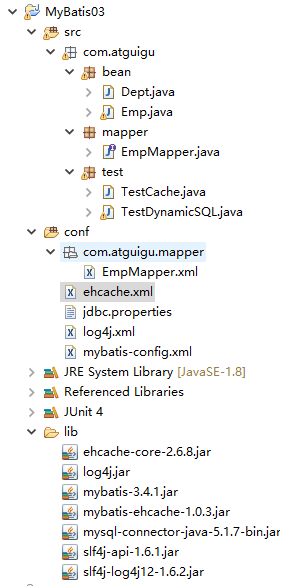 MyBatis03
src
com.atguigu
bean
Dept.java
Emp.java
mapper
EmpMapper.java
test
TestCache.java
TestDynamicSQL.java
conf
com.atguigu.mapper
EmpMapper.xml
ehcache.xml
jdbc.properties
log4j.xml
mybatis-config.xml
JRE System Library [JavaSE-1.8]
Referenced Libraries
JUnit 4
lib
ehcache-core-2.6.8.jar
log4j.jar
mybatis-3.4.1.jar
mybatis-ehcache-1.0.3.jar
mysql-connector-java-5.1.7-bin.jar
slf4j-api-1.6.1.jar
slf4j-log4j12-1.6.2.jar